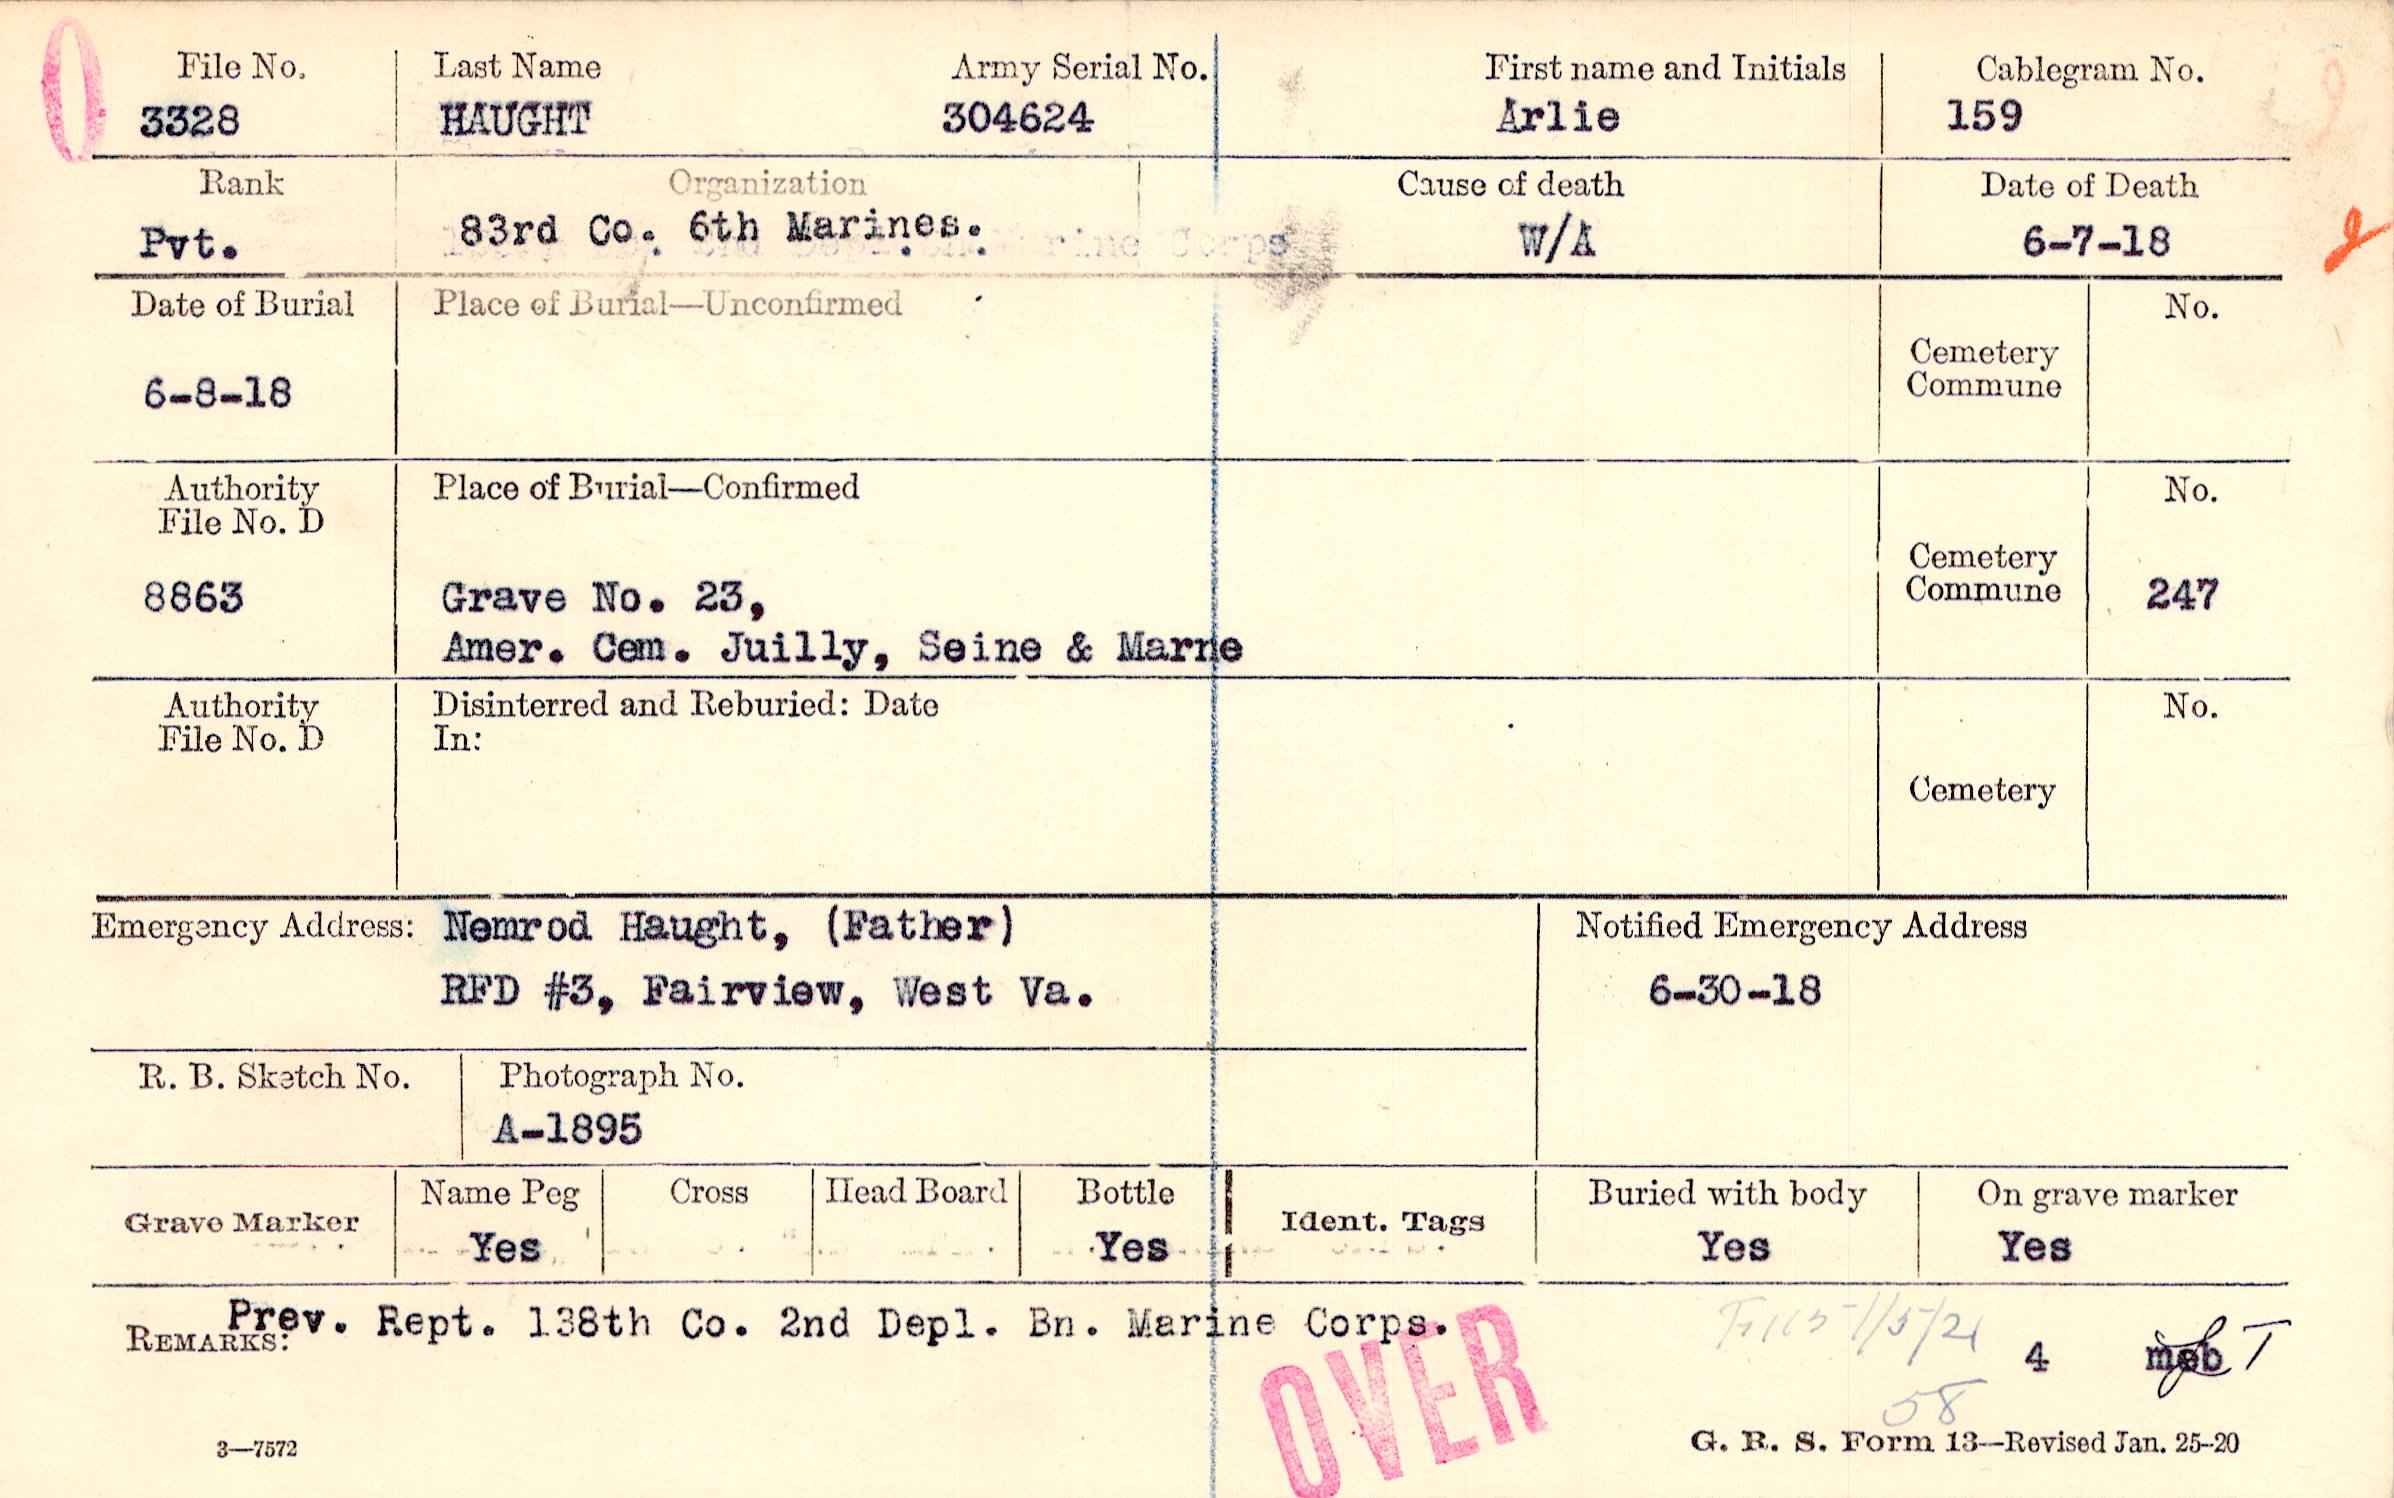 0
File No. Last Name Army Serial No. First name and Initials Cablegram No.
3328 HAUGHT 304624 Arlie 159
Rank Organization Cause of death Date of Death
Pvt. 83rd Co. 6th Marines. W/A 6-7-18
Date of Burial Place of Burial—Unconfirmed No.
Cemetery
Commune
6-8-18
Authority Place of Burial—Confirmed No.
File No. D
Cemetery
8863 Grave No. 23, Commune 247
Amer. Cem. Juilly, Seine & Marne
Authority Disinterred and Reburied: Date No.
File No. D In:
Cemetery
Emergency Address: Nemrod Haught, (Father) Notified Emergency Address
RFD #3, Fairview, West Va. 6-30-18
R. B. Sketch No. Photograph No.
A-1895
Name Peg Cross Head Board Bottle Buried with body On grave marker
Grave Marker Ident. Tags
Yes Yes Yes Yes
Prev. Rept. 138th Co. 2nd Depl. Bn. Marine Corps.
REMARKS: 4 meb T
OVER
58
3—7572 G. R. S. Form 13—Revised Jan. 25-20